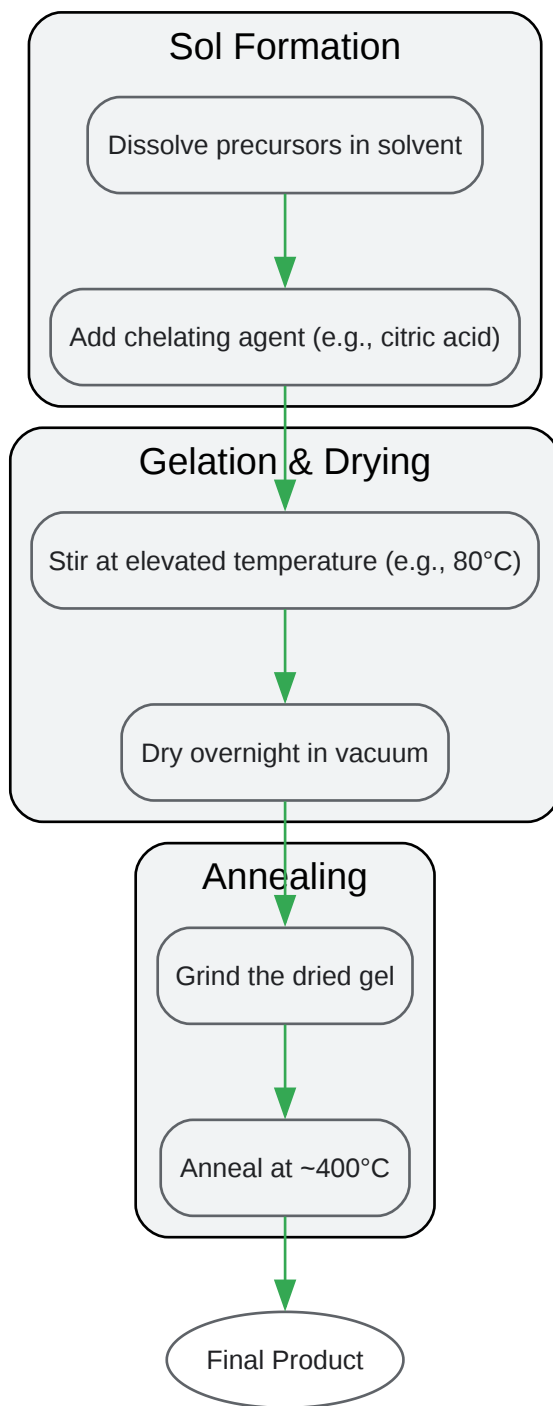 Sol Formation
Dissolve precursors in solvent
Add chelating agent (e.g., citric acid)
Gelation & Drying
Stir at elevated temperature (e.g., 80°C)
Dry overnight in vacuum
Annealing
Grind the dried gel
Anneal at ~400°C
Final Product